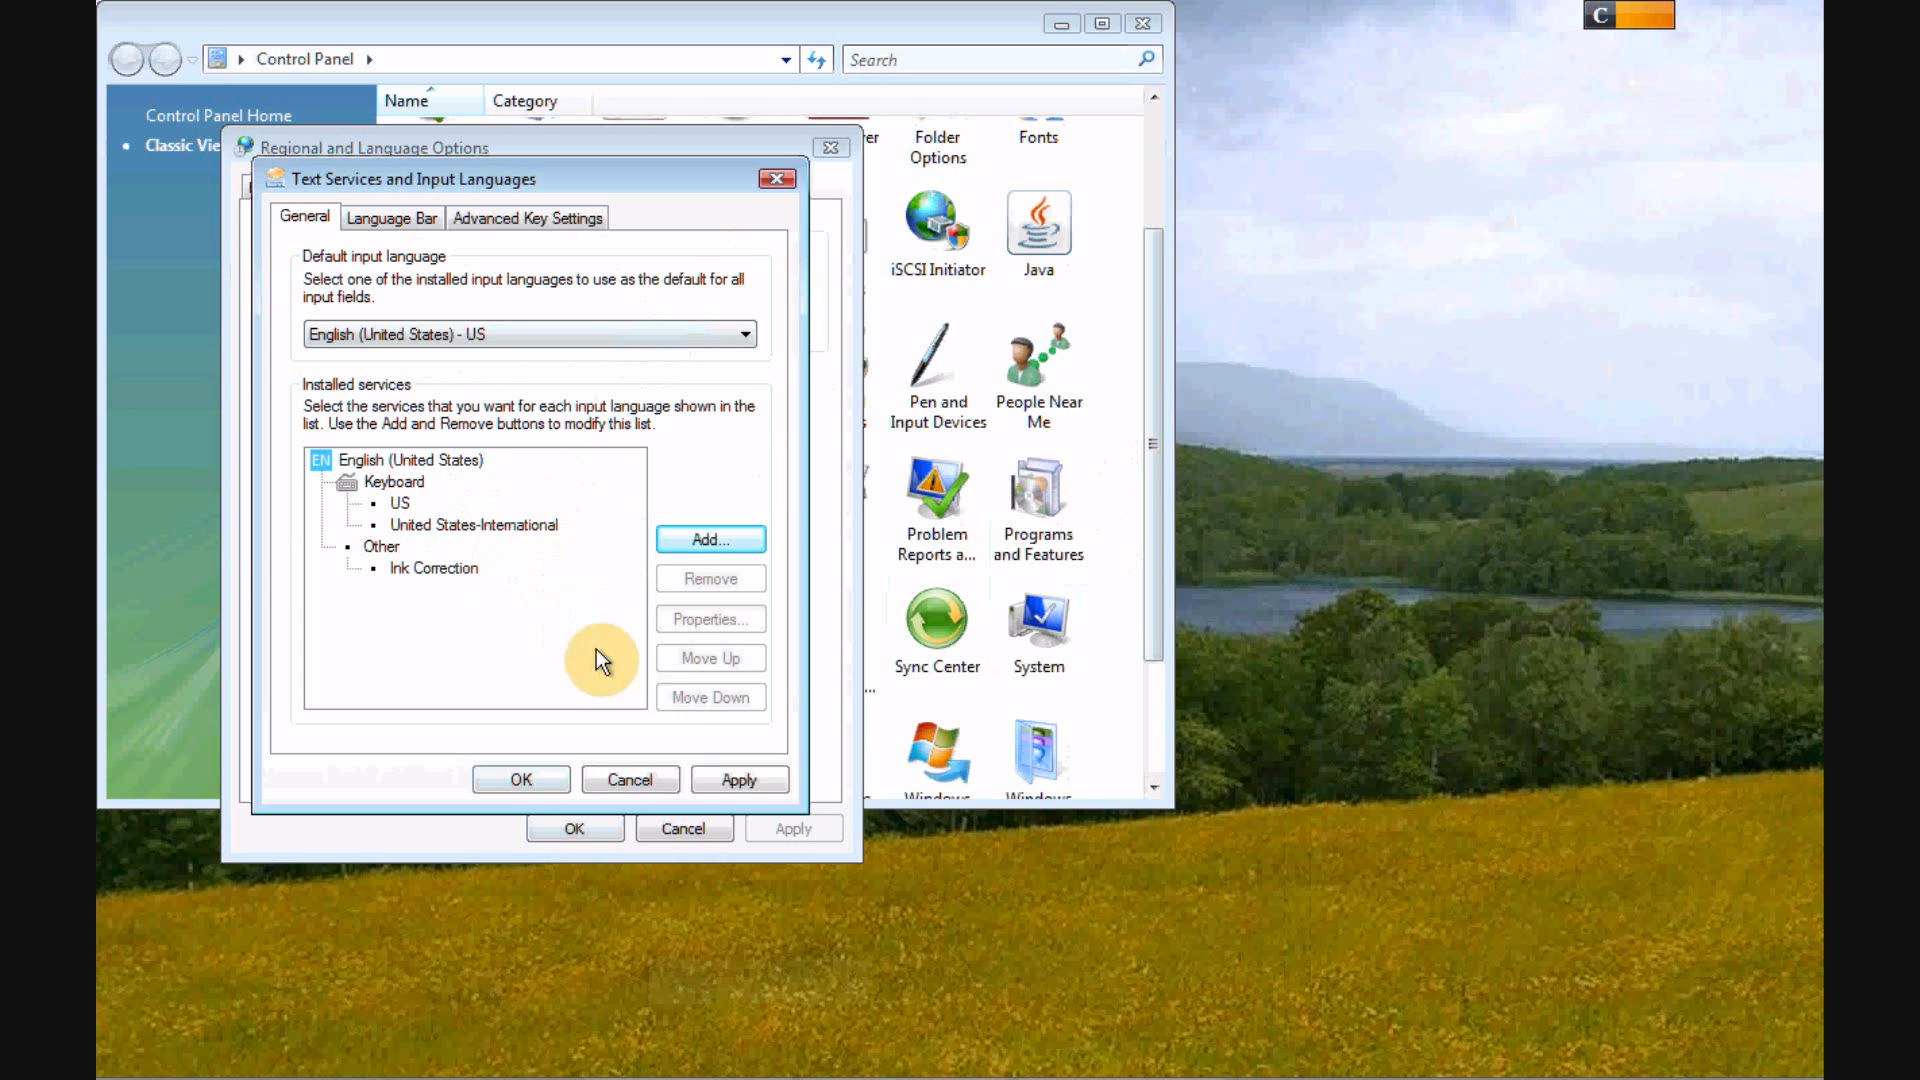 C
Control Panel
Search
Control Panel Home
Classic Vie
Name
Category
er
Folder
Options
Fonts
iSCSI Initiator
Java
Pen and
Input Devices
People Near
Me
Problem
Reports a...
Programs
and Features
Sync Center
System
...
Windows
Windows
Regional and Language Options
Text Services and Input Languages
General
Language Bar
Advanced Key Settings
Default input language
Select one of the installed input languages to use as the default for all
input fields.
English (United States) - US
Installed services
Select the services that you want for each input language shown in the
list. Use the Add and Remove buttons to modify this list.
EN English (United States)
Keyboard
US
United States-International
Other
Ink Correction
Add...
Remove
Properties...
Move Up
Move Down
OK
Cancel
Apply
OK
Cancel
Apply